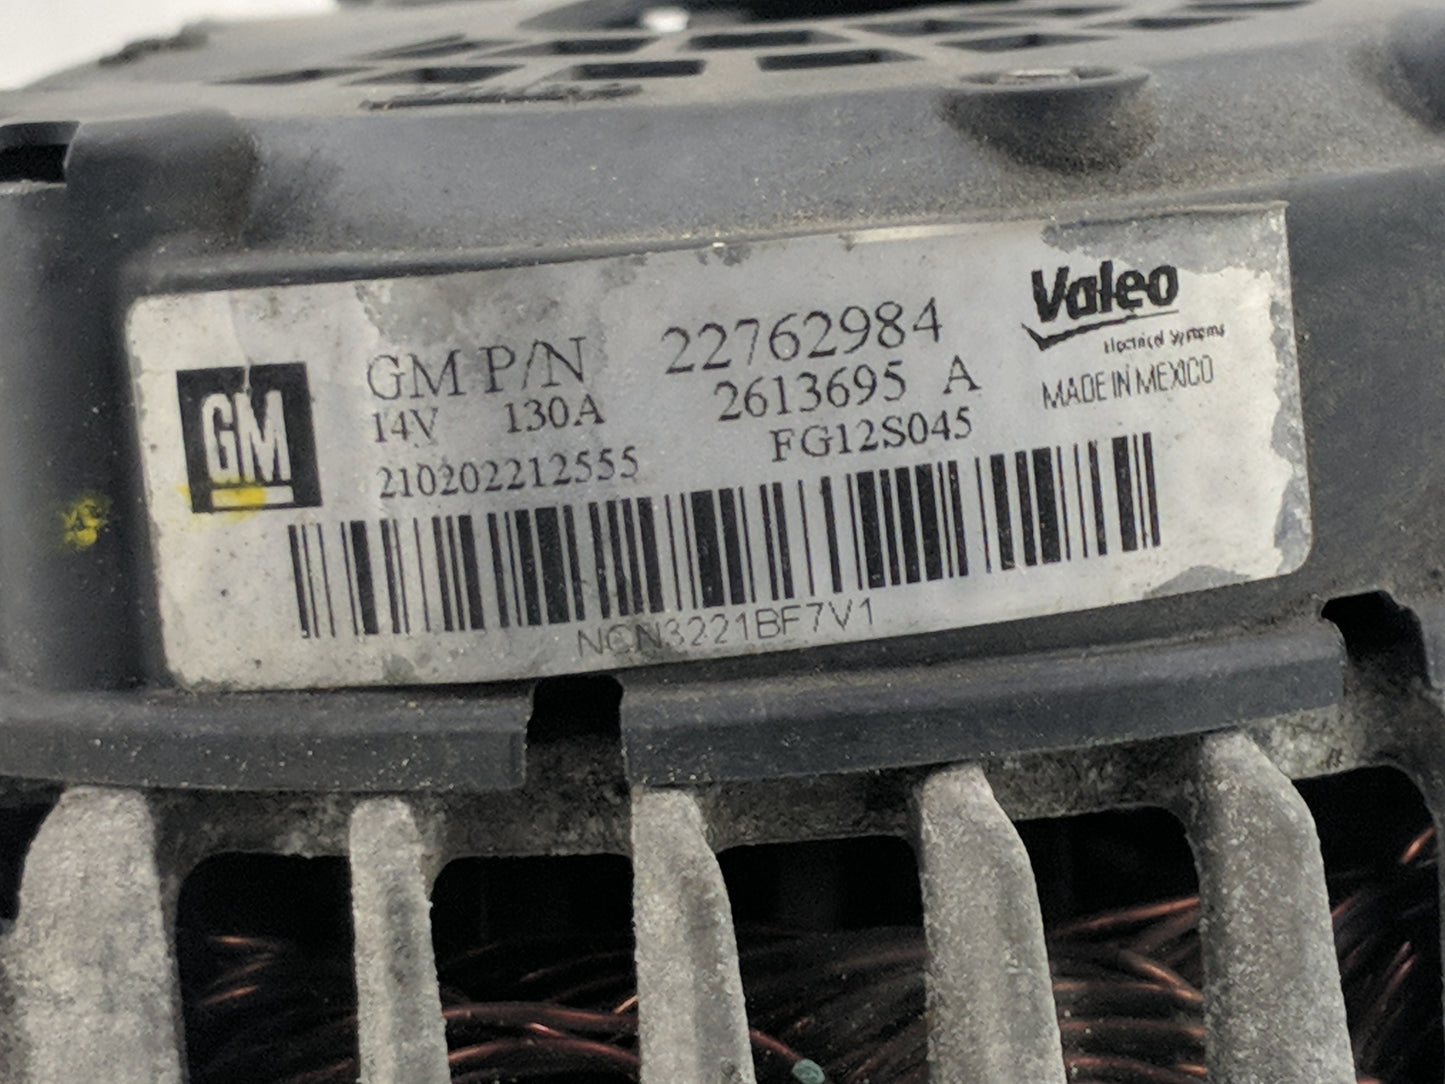 GM
GM P/N 22762984
14V 130A 2613695 A
210202212555 FG12S045
Valeo
Electrical Systems
MADE IN MEXICO
NCN3221BF7V1